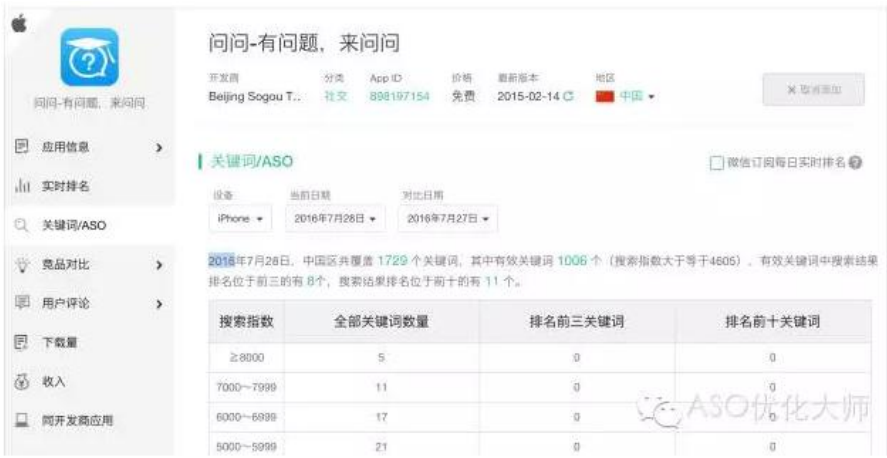 问问-有问题，来问问
应用信息
实时排名
关键词/ASO
竞品对比
用户评论
下载量
收入
同开发商应用
问问-有问题，来问问
开发商 分类 App ID 价格 最新版本 地区
Beijing Sogou T... 社交 898197154 免费 2015-02-14 中国
取消添加
关键词/ASO
微信订阅每日实时排名
设备 当前日期 对比日期
iPhone 2016年7月28日 2016年7月27日
2016年7月28日，中国区共覆盖 1729 个关键词，其中有效关键词 1006 个（搜索指数大于等于4605），有效关键词中搜索结果
排名位于前三的有 8个，搜索结果排名位于前十的有 11 个。
搜索指数 全部关键词数量 排名前三关键词 排名前十关键词
≥8000 5 0 0
7000～7999 11 0 0
6000～6999 17 0 0
5000～5999 21 0 0
ASO优化大师